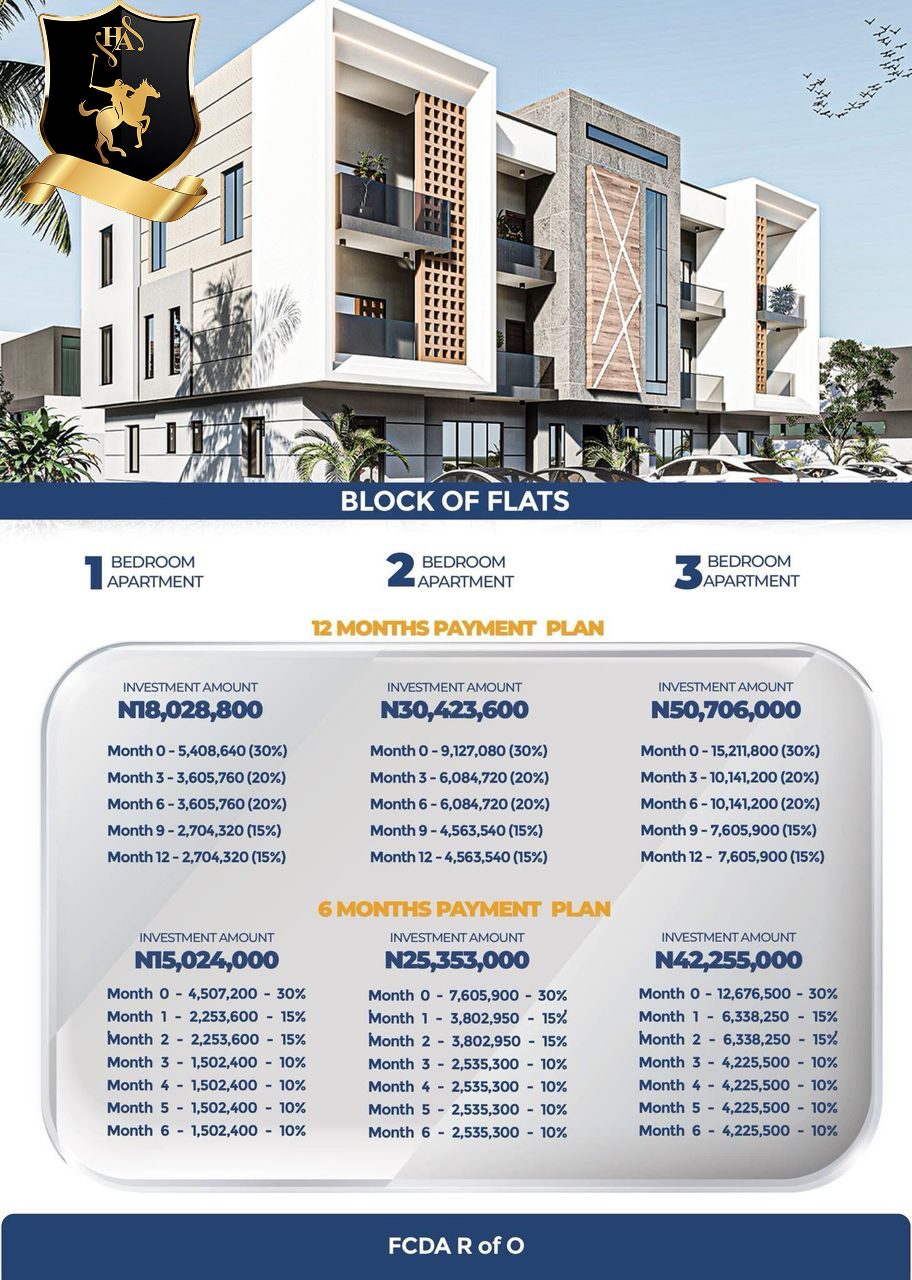 HA
BLOCK OF FLATS
1 BEDROOM APARTMENT
2 BEDROOM APARTMENT
3 BEDROOM APARTMENT
12 MONTHS PAYMENT PLAN
INVESTMENT AMOUNT
N18,028,800
Month 0 - 5,408,640 (30%)
Month 3 - 3,605,760 (20%)
Month 6 - 3,605,760 (20%)
Month 9 - 2,704,320 (15%)
Month 12 - 2,704,320 (15%)
INVESTMENT AMOUNT
N30,423,600
Month 0 - 9,127,080 (30%)
Month 3 - 6,084,720 (20%)
Month 6 - 6,084,720 (20%)
Month 9 - 4,563,540 (15%)
Month 12 - 4,563,540 (15%)
INVESTMENT AMOUNT
N50,706,000
Month 0 - 15,211,800 (30%)
Month 3 - 10,141,200 (20%)
Month 6 - 10,141,200 (20%)
Month 9 - 7,605,900 (15%)
Month 12 - 7,605,900 (15%)
6 MONTHS PAYMENT PLAN
INVESTMENT AMOUNT
N15,024,000
Month 0 - 4,507,200 - 30%
Month 1 - 2,253,600 - 15%
Month 2 - 2,253,600 - 15%
Month 3 - 1,502,400 - 10%
Month 4 - 1,502,400 - 10%
Month 5 - 1,502,400 - 10%
Month 6 - 1,502,400 - 10%
INVESTMENT AMOUNT
N25,353,000
Month 0 - 7,605,900 - 30%
Month 1 - 3,802,950 - 15%
Month 2 - 3,802,950 - 15%
Month 3 - 2,535,300 - 10%
Month 4 - 2,535,300 - 10%
Month 5 - 2,535,300 - 10%
Month 6 - 2,535,300 - 10%
INVESTMENT AMOUNT
N42,255,000
Month 0 - 12,676,500 - 30%
Month 1 - 6,338,250 - 15%
Month 2 - 6,338,250 - 15%
Month 3 - 4,225,500 - 10%
Month 4 - 4,225,500 - 10%
Month 5 - 4,225,500 - 10%
Month 6 - 4,225,500 - 10%
FCDA R of O